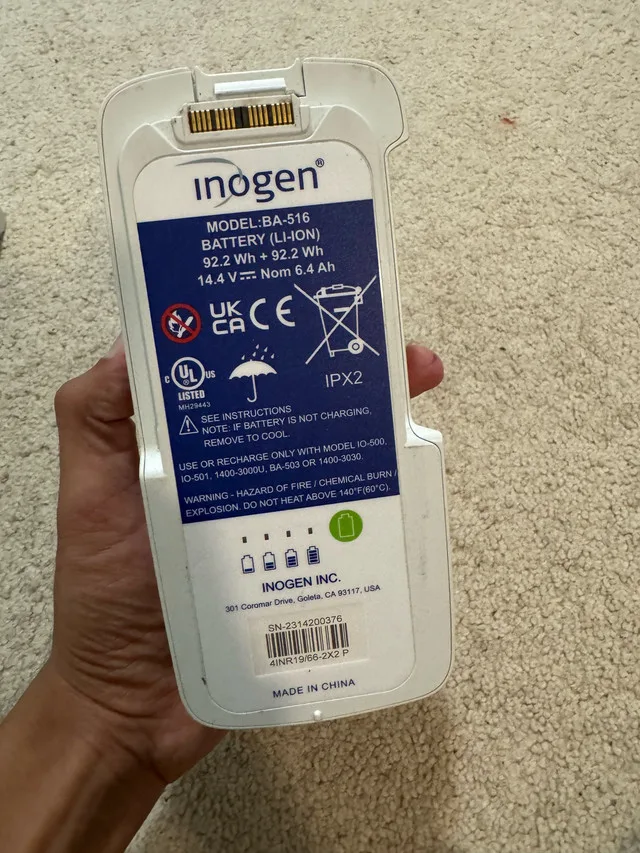 inogen®
MODEL:BA-516
BATTERY (LI-ION)
92.2 Wh + 92.2 Wh
14.4 V⎓ Nom 6.4 Ah
UK
CA CE
C UL US
LISTED
MH29443
IPX2
SEE INSTRUCTIONS
NOTE: IF BATTERY IS NOT CHARGING,
REMOVE TO COOL.
USE OR RECHARGE ONLY WITH MODEL IO-500,
IO-501, 1400-3000U, BA-503 OR 1400-3030.
WARNING - HAZARD OF FIRE / CHEMICAL BURN /
EXPLOSION. DO NOT HEAT ABOVE 140°F(60°C).
INOGEN INC.
301 Coromar Drive, Goleta, CA 93117, USA
SN-2314200376
4INR19/66-2X2 P
MADE IN CHINA